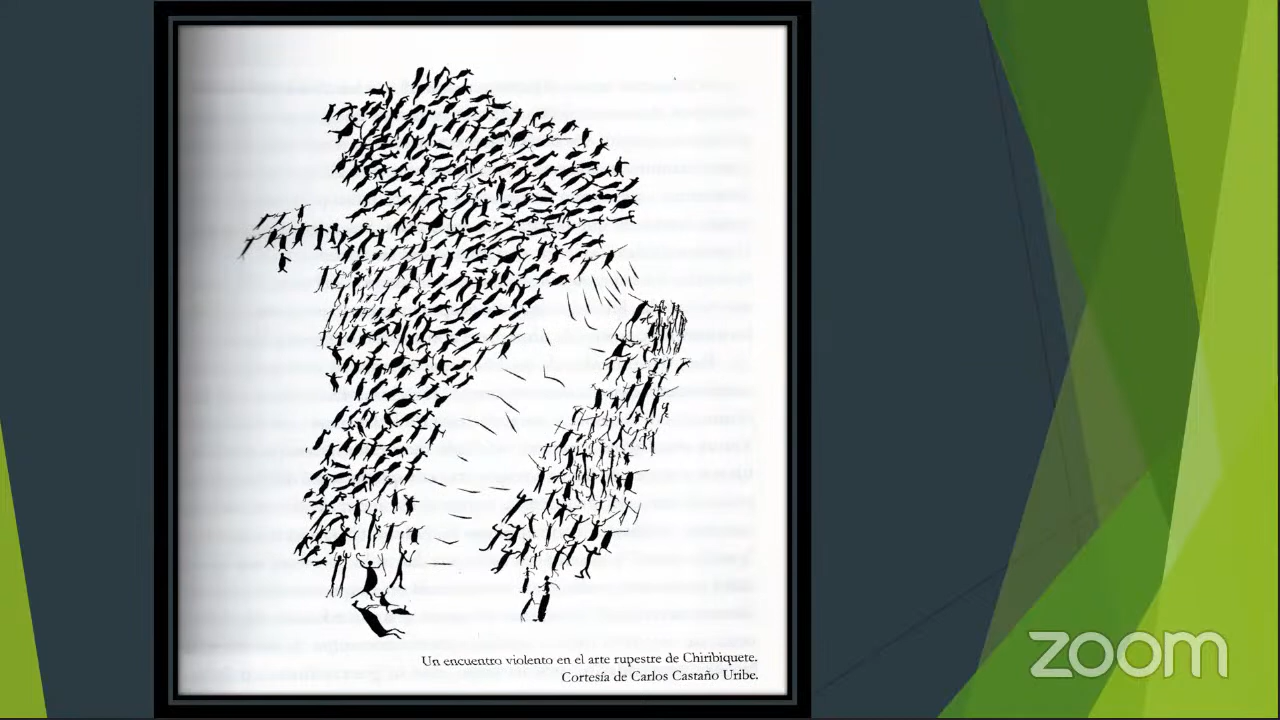 Un encuentro violento en el arte rupestre de Chiribiquete.
Cortesía de Carlos Castaño Uribe.
zoom